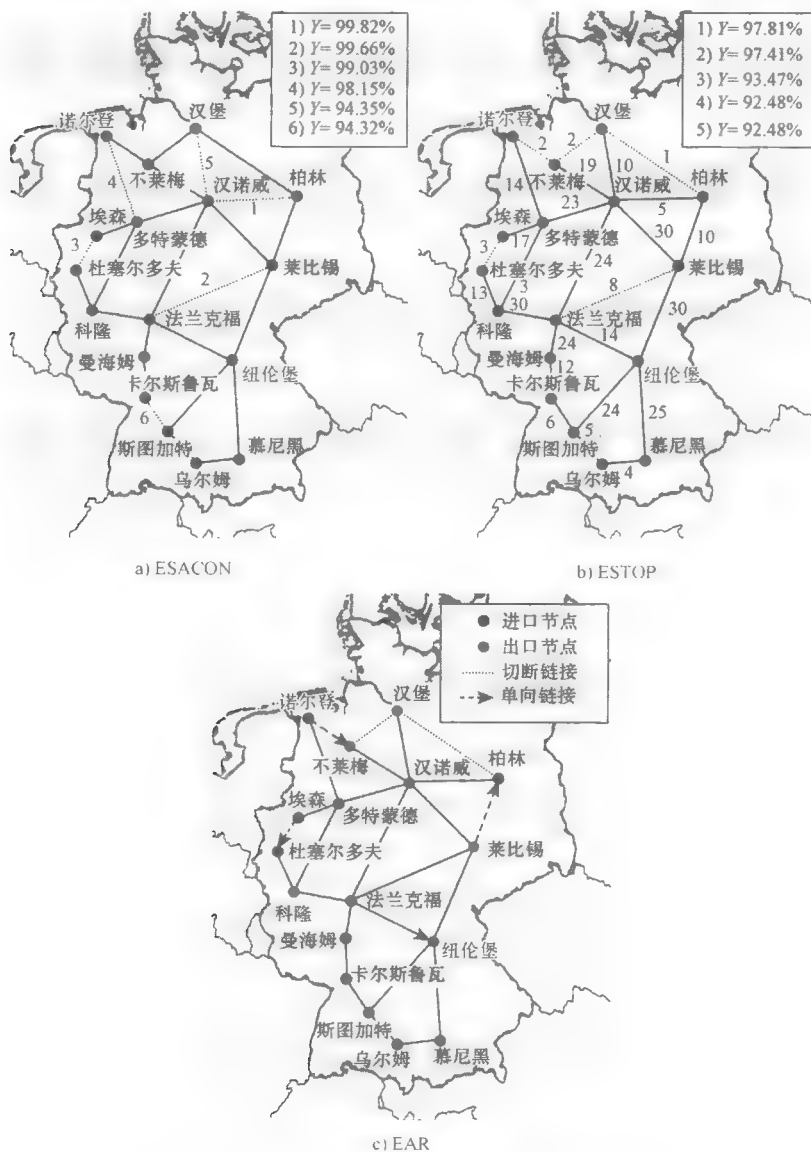 1) Y=99.82%
2) Y=99.66%
3) Y=99.03%
4) Y=98.15%
5) Y=94.35%
6) Y=94.32%
汉堡
诺尔登
5
不莱梅
柏林
汉诺威
4
1
埃森
多特蒙德
3
2
杜塞尔多夫
莱比锡
科隆
法兰克福
曼海姆
卡尔斯鲁瓦
纽伦堡
6
斯图加特
慕尼黑
乌尔姆
a) ESACON
1) Y=97.81%
2) Y=97.41%
3) Y=93.47%
4) Y=92.48%
5) Y=92.48%
汉堡
诺尔登
2
2
1
19
10
不莱梅
柏林
汉诺威
14
23
5
埃森
30
3
17
多特蒙德
10
24
杜塞尔多夫
莱比锡
8
13
3
30
30
科隆
法兰克福
24
14
曼海姆
12
卡尔斯鲁瓦
纽伦堡
6
24
25
5
斯图加特
慕尼黑
4
乌尔姆
b) ESTOP
进口节点
出口节点
切断链接
单向链接
汉堡
诺尔登
不莱梅
柏林
汉诺威
埃森
多特蒙德
杜塞尔多夫
莱比锡
科隆
法兰克福
曼海姆
纽伦堡
卡尔斯鲁瓦
斯图加特
乌尔姆
慕尼黑
c) EAR